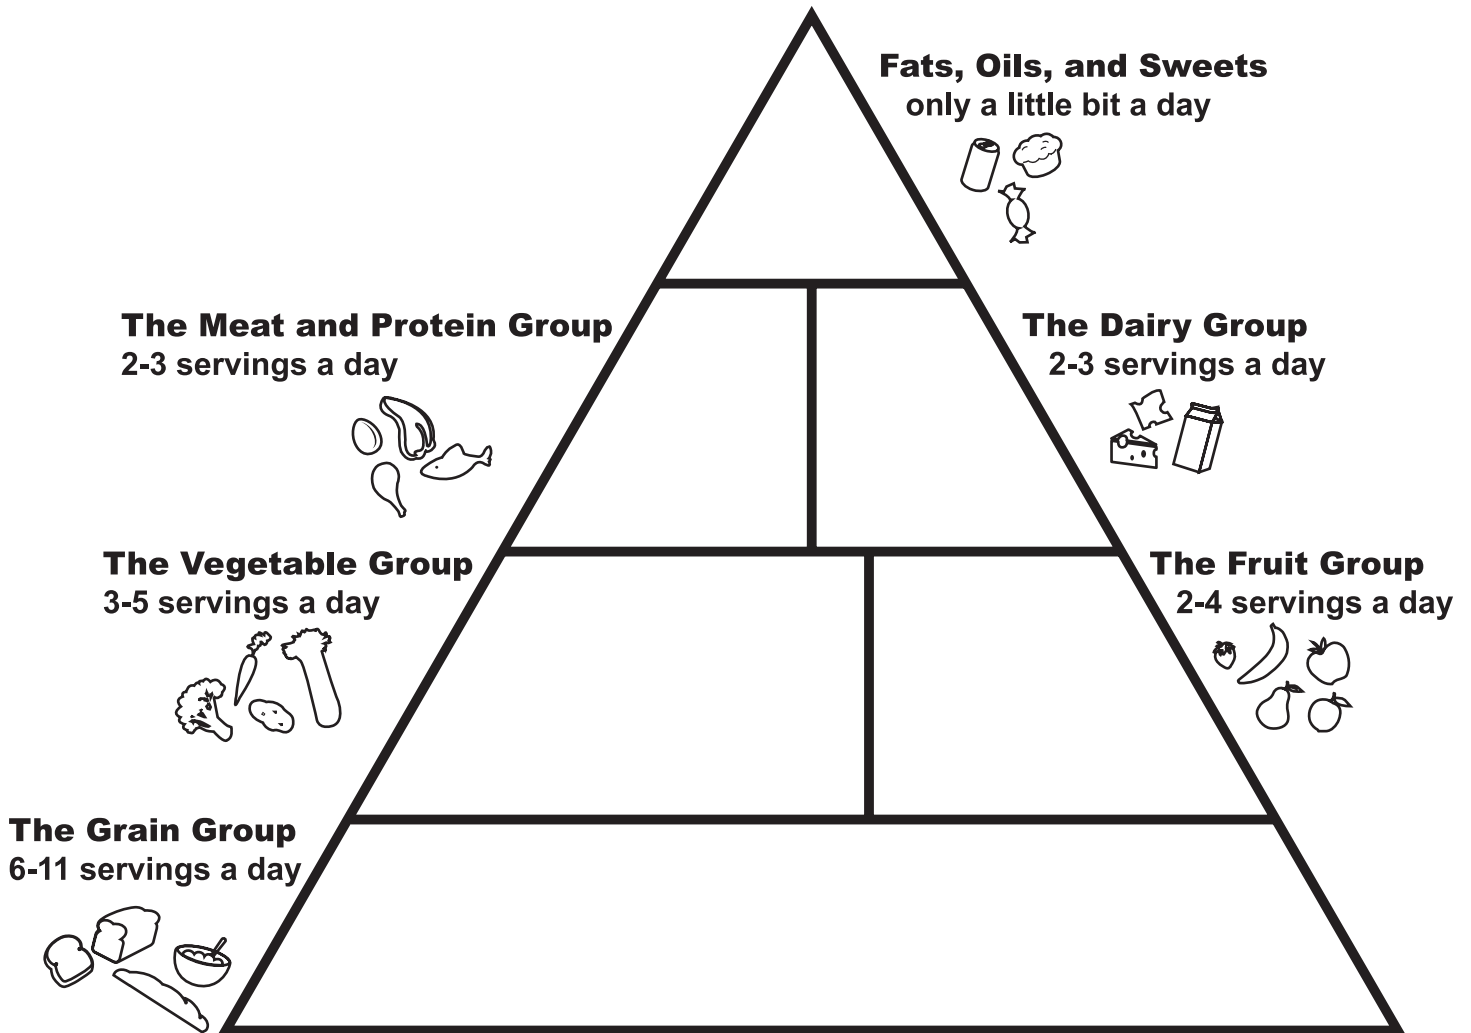 Fats, Oils, and Sweets
only a little bit a day
The Meat and Protein Group
2-3 servings a day
The Dairy Group
2-3 servings a day
The Vegetable Group
3-5 servings a day
The Fruit Group
2-4 servings a day
The Grain Group
6-11 servings a day